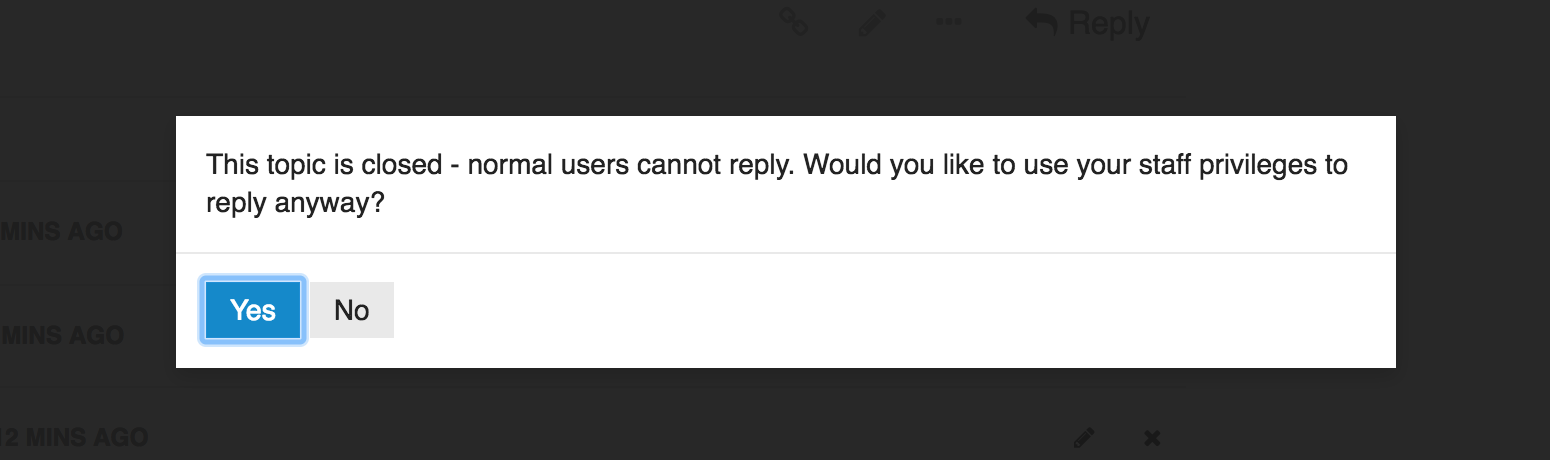 Reply
This topic is closed - normal users cannot reply. Would you like to use your staff privileges to
reply anyway?
MINS AGO
Yes No
MINS AGO
12 MINS AGO